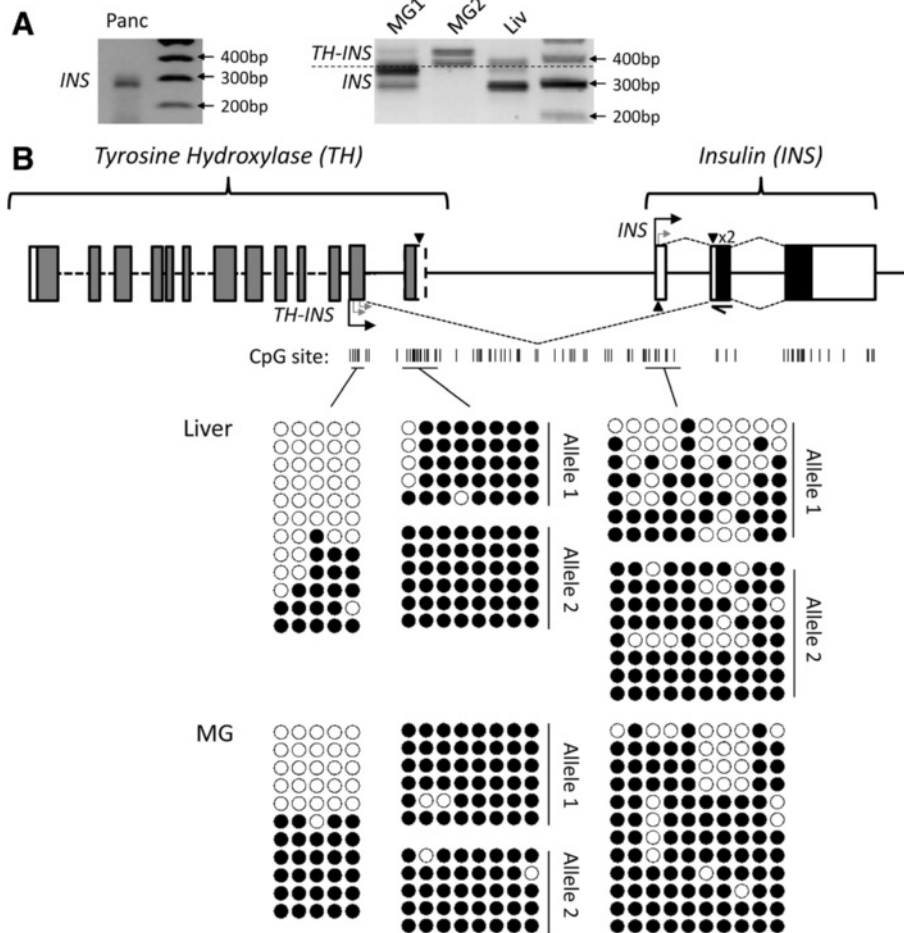 A
Panc
INS
400bp
300bp
200bp
MG1
MG2
Liv
TH-INS
INS
400bp
300bp
200bp
B
Tyrosine Hydroxylase (TH)
Insulin (INS)
INS
x2
TH-INS
CpG site:
Liver
Allele 1
Allele 2
Allele 1
Allele 2
MG
Allele 1
Allele 2